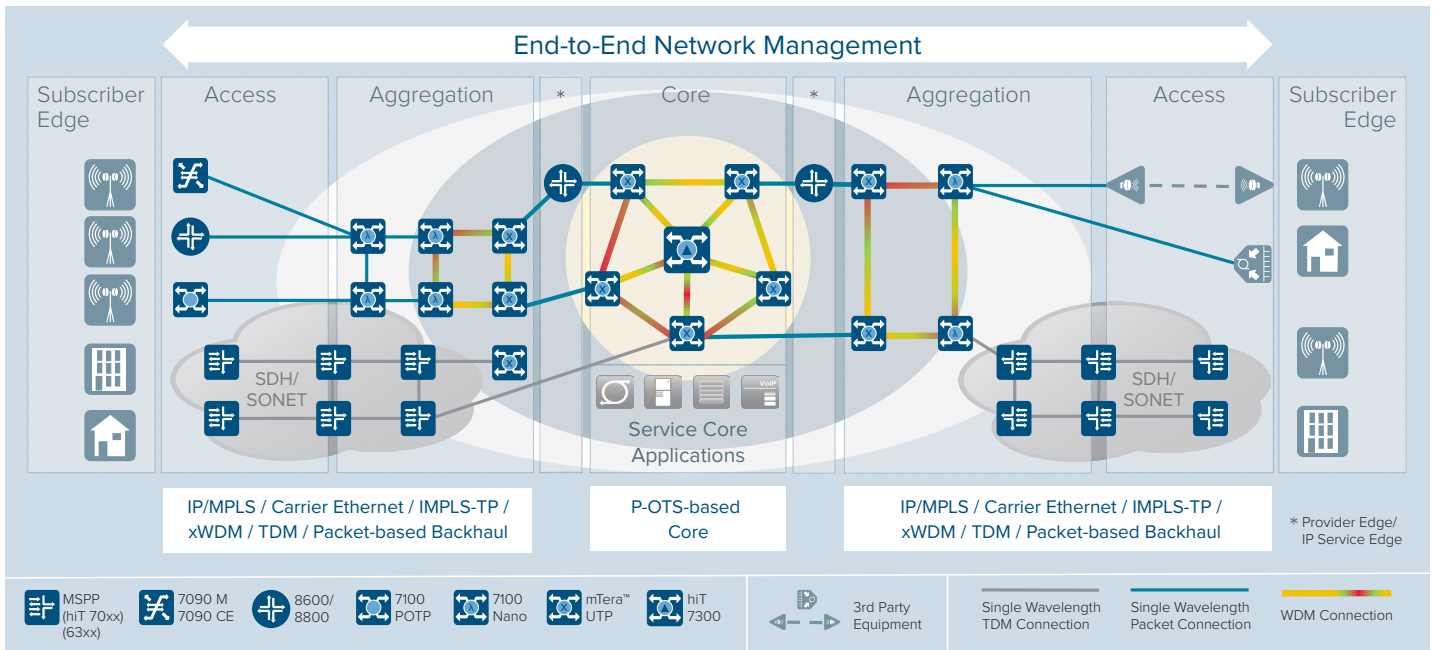 End-to-End Network Management
Subscriber
Edge
Access
Aggregation
*
Core
*
Aggregation
Access
Subscriber
Edge
SDH/
SONET
VoIP
Service Core
Applications
SDH/
SONET
IP/MPLS / Carrier Ethernet / IMPLS-TP /
xWDM / TDM / Packet-based Backhaul
P-OTS-based
Core
IP/MPLS / Carrier Ethernet / IMPLS-TP /
xWDM / TDM / Packet-based Backhaul
* Provider Edge/
IP Service Edge
MSPP
(hiT 70xx)
(63xx)
7090 M
7090 CE
8600/
8800
7100
POTP
7100
Nano
mTera™
UTP
hiT
7300
3rd Party
Equipment
Single Wavelength
TDM Connection
Single Wavelength
Packet Connection
WDM Connection